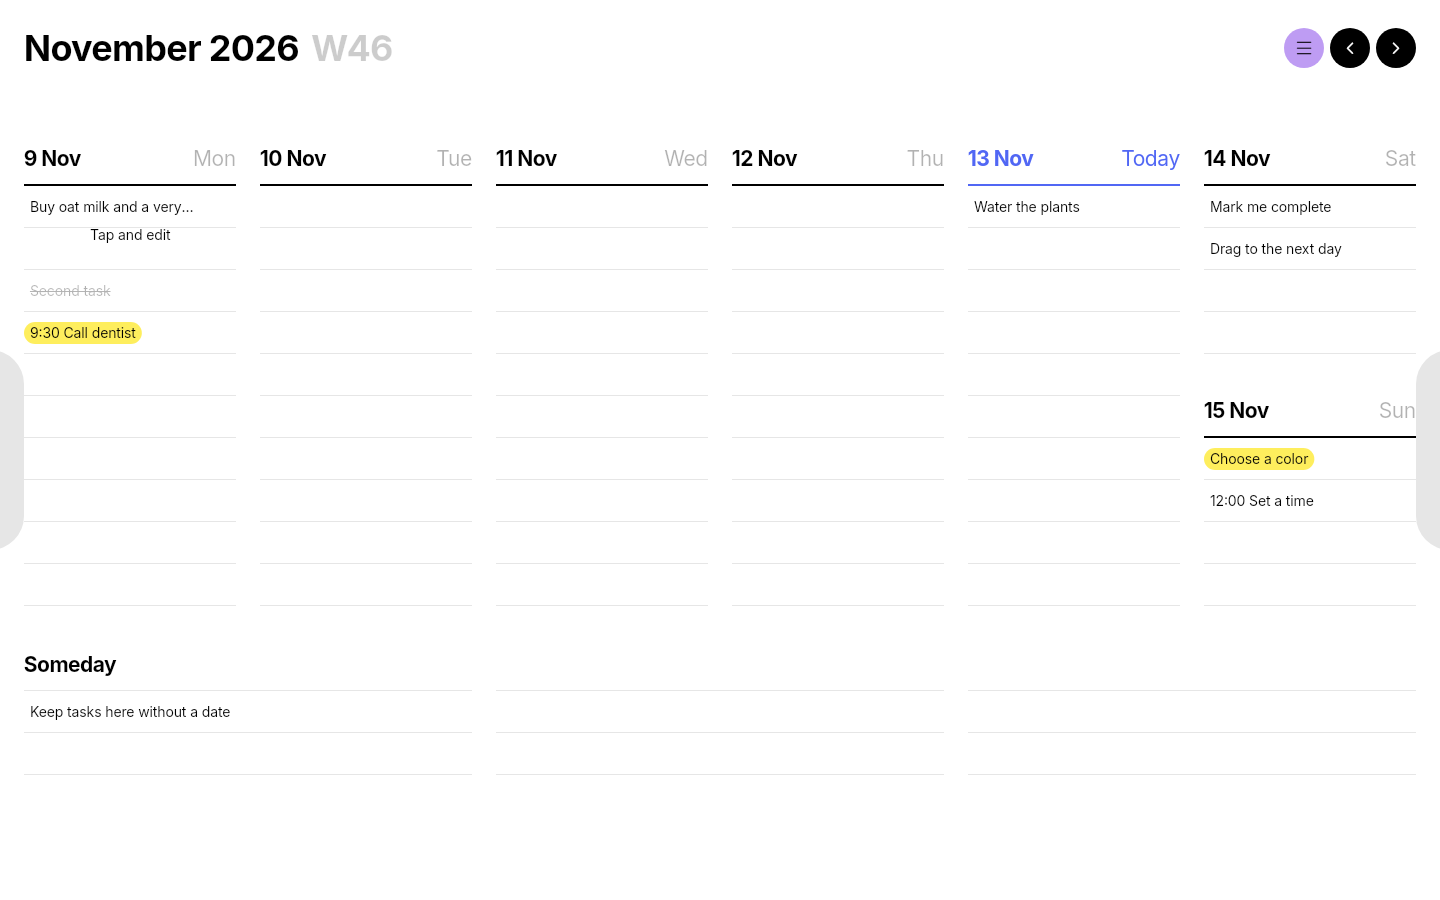 November 2026 W46
9 Nov Mon
Buy oat milk and a very...
Tap and edit
Second task
9:30 Call dentist
10 Nov Tue
11 Nov Wed
12 Nov Thu
13 Nov Today
Water the plants
14 Nov Sat
Mark me complete
Drag to the next day
15 Nov Sun
Choose a color
12:00 Set a time
Someday
Keep tasks here without a date